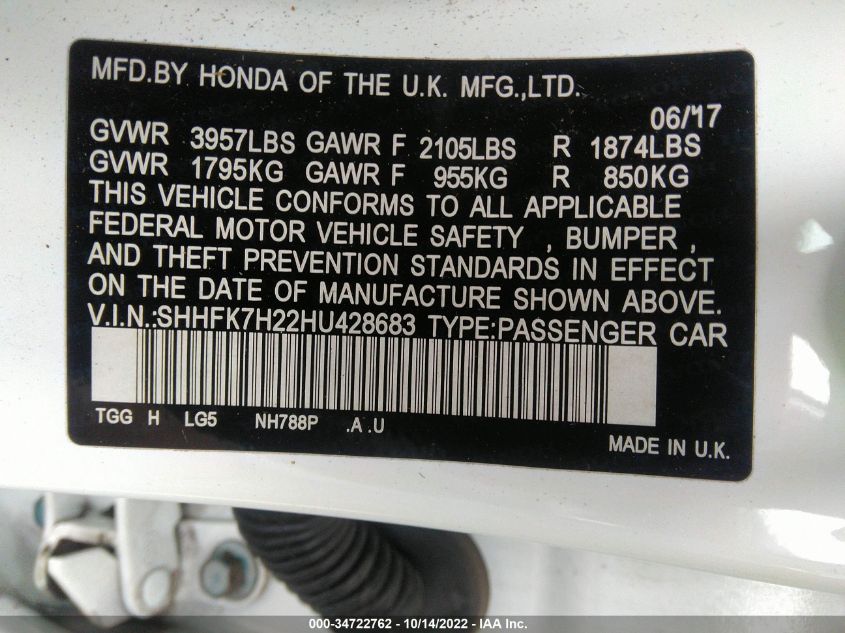 MFD.BY HONDA OF THE U.K. MFG.,LTD.
06/17
GVWR 3957LBS GAWR F 2105LBS R 1874LBS
GVWR 1795KG GAWR F 955KG R 850KG
THIS VEHICLE CONFORMS TO ALL APPLICABLE
FEDERAL MOTOR VEHICLE SAFETY , BUMPER ,
AND THEFT PREVENTION STANDARDS IN EFFECT
ON THE DATE OF MANUFACTURE SHOWN ABOVE.
V.I.N.:SHHFK7H22HU428683 TYPE:PASSENGER CAR
TGG H LG5 NH788P .A .U
MADE IN U.K.
000-34722762 - 10/14/2022 - IAA Inc.